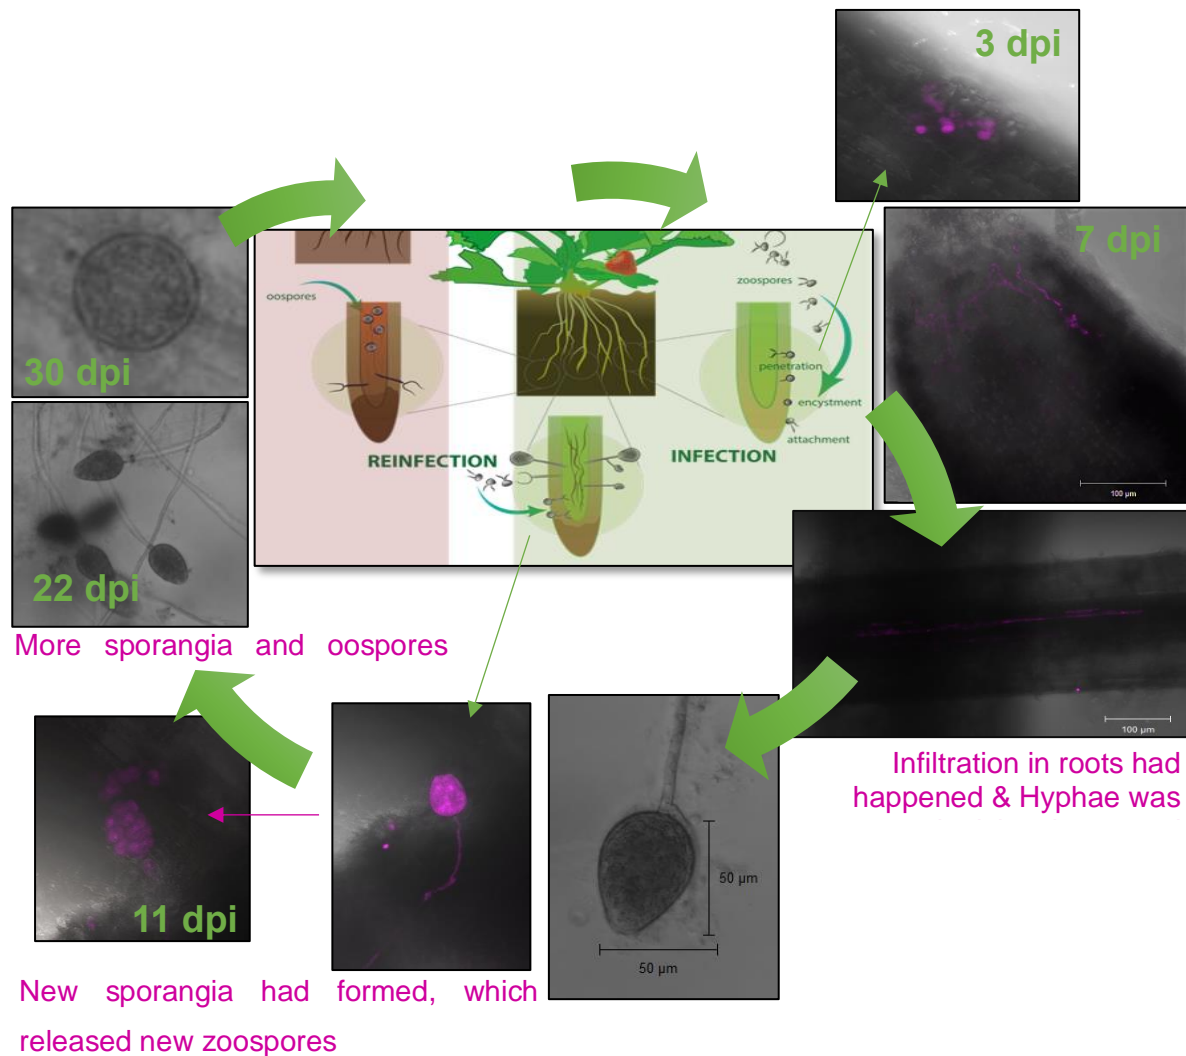 3 dpi
7 dpi
100 µm
30 dpi
oospores
zoospores
penetration
encystment
attachment
REINFECTION
INFECTION
22 dpi
More sporangia and oospores
100 µm
Infiltration in roots had
happened & Hyphae was
50 µm
50 µm
11 dpi
New sporangia had formed, which
released new zoospores